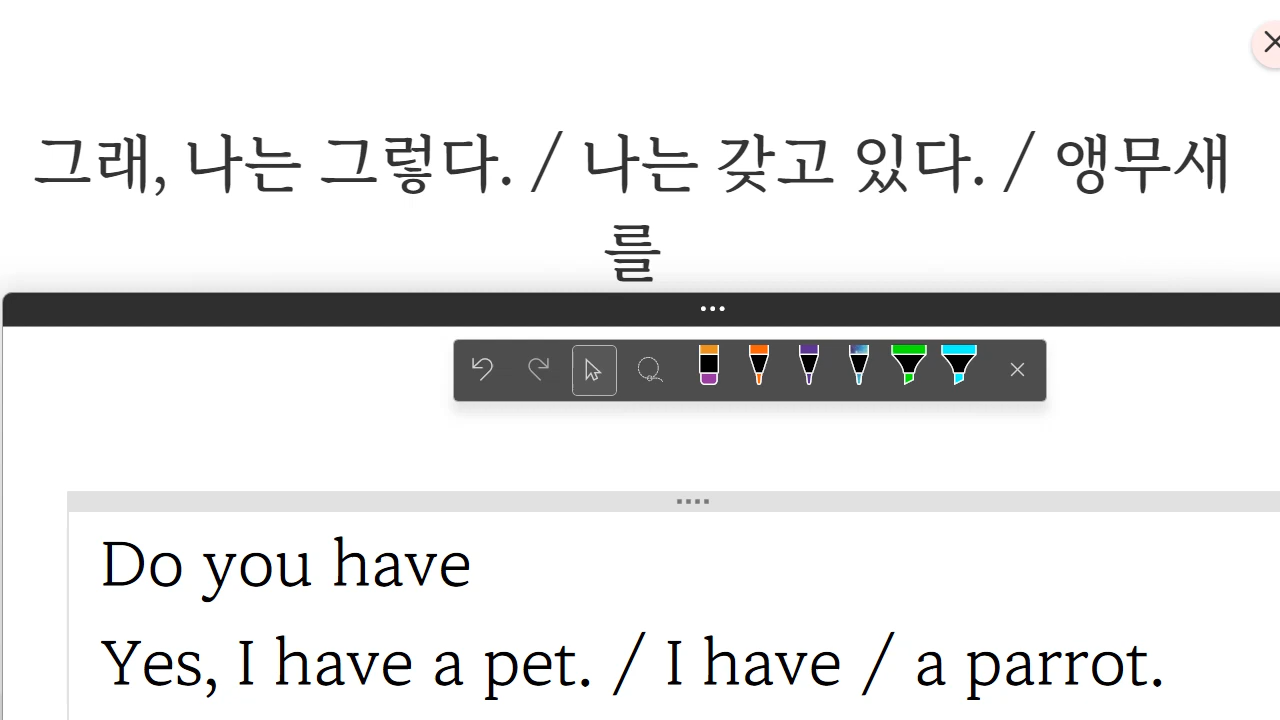 그래, 나는 그렇다. / 나는 갖고 있다. / 앵무새
를
Do you have
Yes, I have a pet. / I have / a parrot.